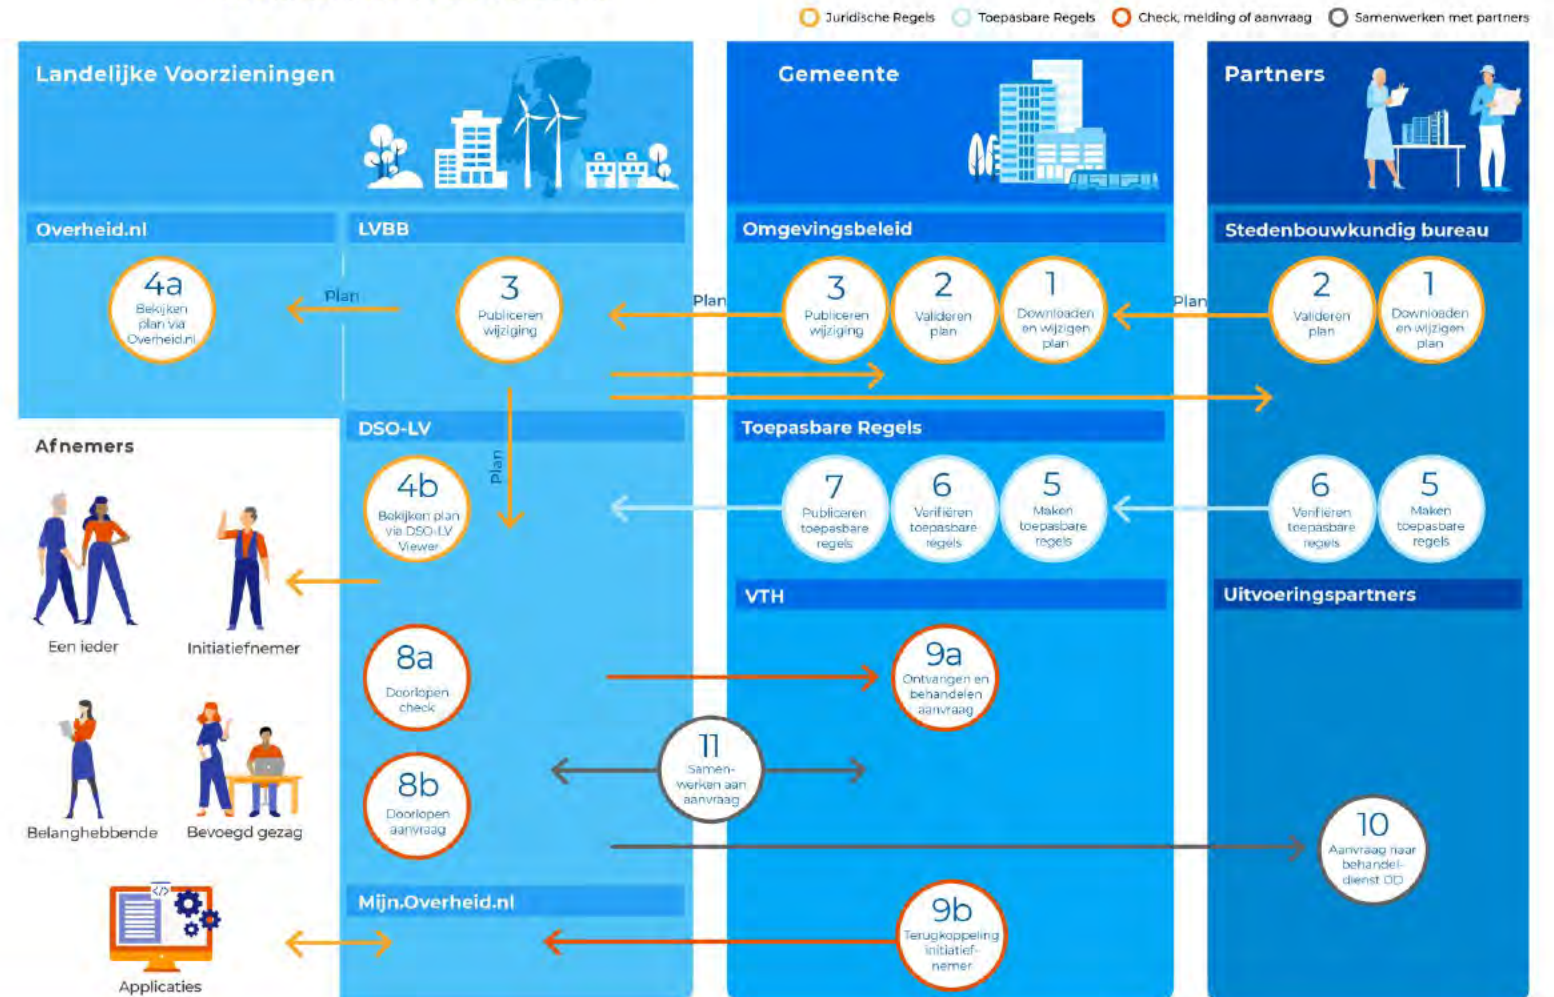 Juridische Regels
Toepasbare Regels
Check, melding of aanvraag
Samenwerken met partners
Landelijke Voorzieningen
Gemeente
Partners
Overheid.nl
LVBB
Omgevingsbeleid
Stedenbouwkundig bureau
4a
Bekijken
plan via
Overheid.nl
Plan
3
Publiceren
wijziging
Plan
3
Publiceren
wijziging
2
Valideren
plan
1
Downloaden
en wijzigen
plan
Plan
2
Valideren
plan
1
Downloaden
en wijzigen
plan
Afnemers
DSO-LV
Toepasbare Regels
4b
Bekijken plan
via DSO-LV
Viewer
Plan
7
Publiceren
toepasbare
regels
6
Verifiëren
toepasbare
regels
5
Maken
toepasbare
regels
6
Verifiëren
toepasbare
regels
5
Maken
toepasbare
regels
VTH
Uitvoeringspartners
Een ieder
Initiatiefnemer
8a
Doorlopen
check
9a
Ontvangen en
behandelen
aanvraag
11
Samen-
werken aan
aanvraag
8b
Doorlopen
aanvraag
Belanghebbende
Bevoegd gezag
10
Aanvraag naar
behandel-
dienst OD
</>
Mijn.Overheid.nl
9b
Terugkoppeling
initiatief-
nemer
Applicaties